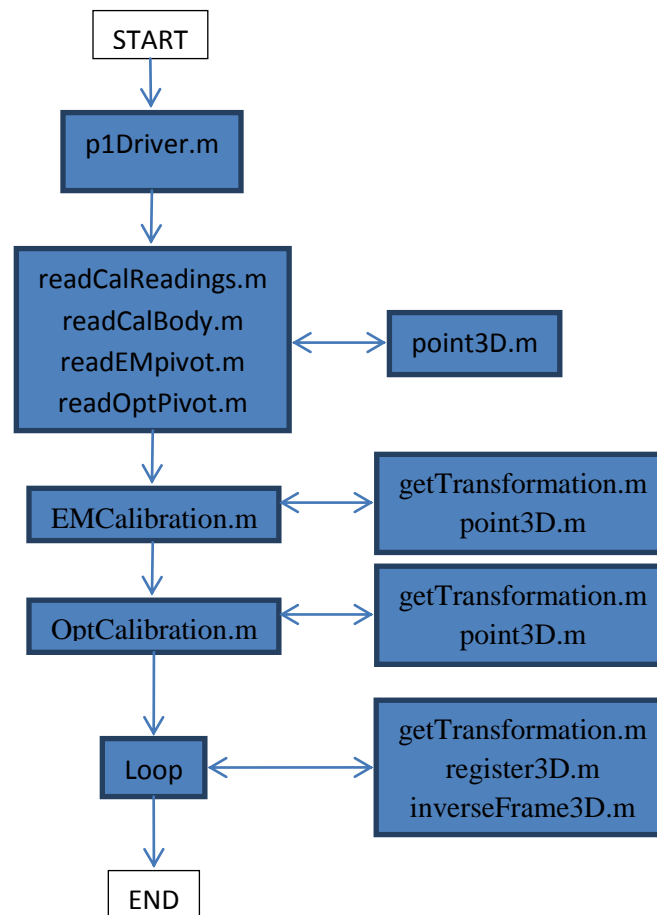 START
p1Driver.m
readCalReadings.m
readCalBody.m
readEMpivot.m
readOptPivot.m
point3D.m
EMCalibration.m
getTransformation.m
point3D.m
OptCalibration.m
getTransformation.m
point3D.m
Loop
getTransformation.m
register3D.m
inverseFrame3D.m
END